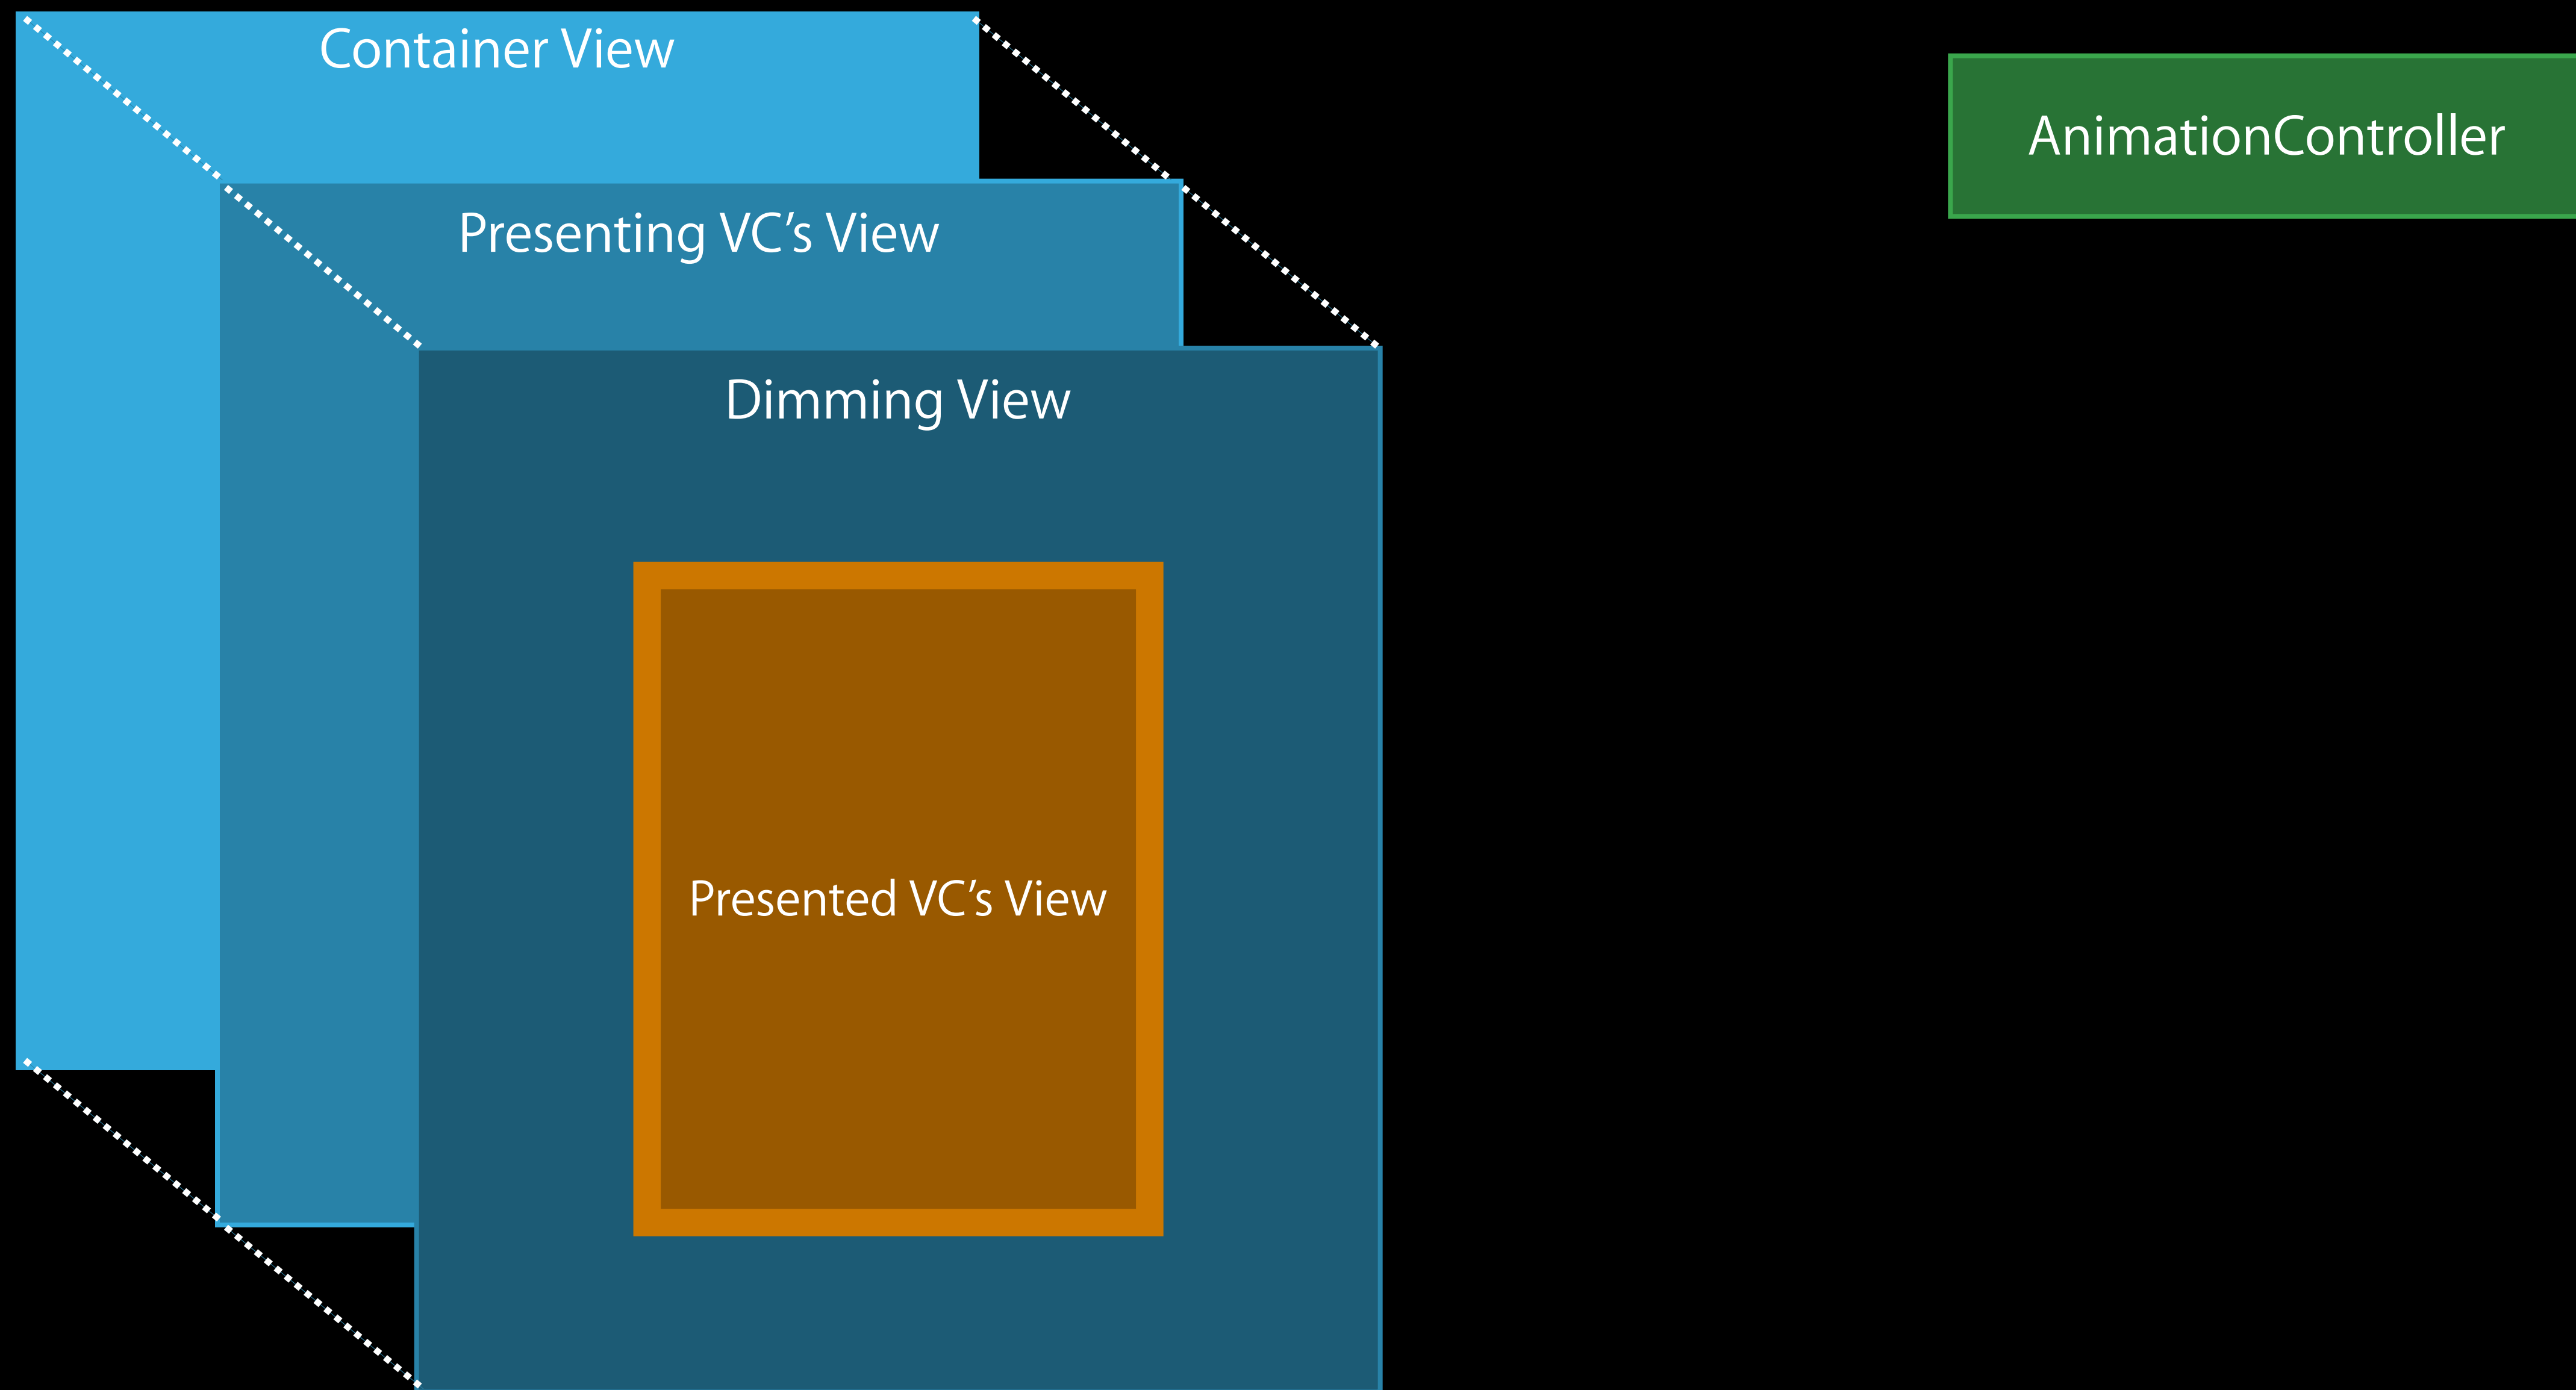 Container View
AnimationController
Presenting VC’s View
Dimming View
Presented VC’s View